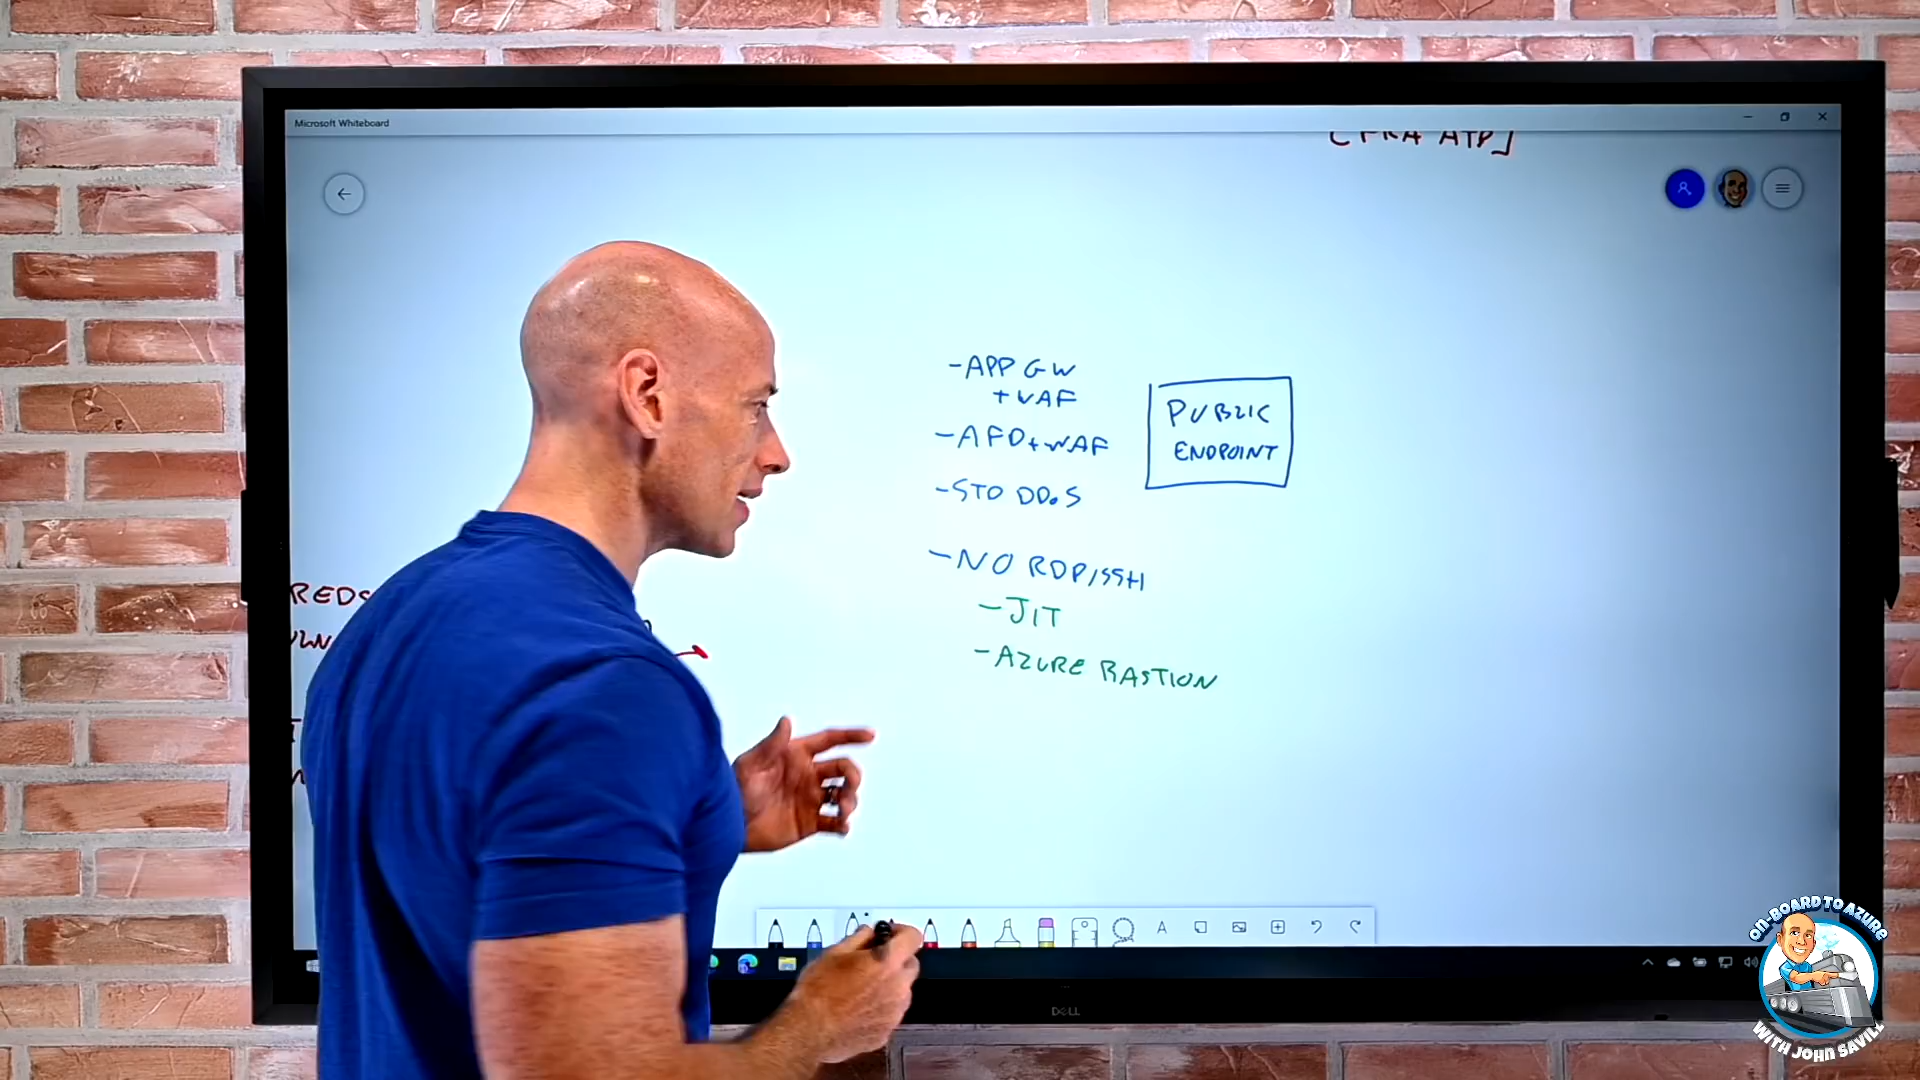 Microsoft Whiteboard
- APP GW
+ WAF
- AFD + WAF
- STD DDoS
PUBLIC
ENDPOINT
- NO RDP/SSH
- JIT
- AZURE BASTION
REDS
DELL
ON-BOARD TO AZURE
WITH JOHN SAVILL